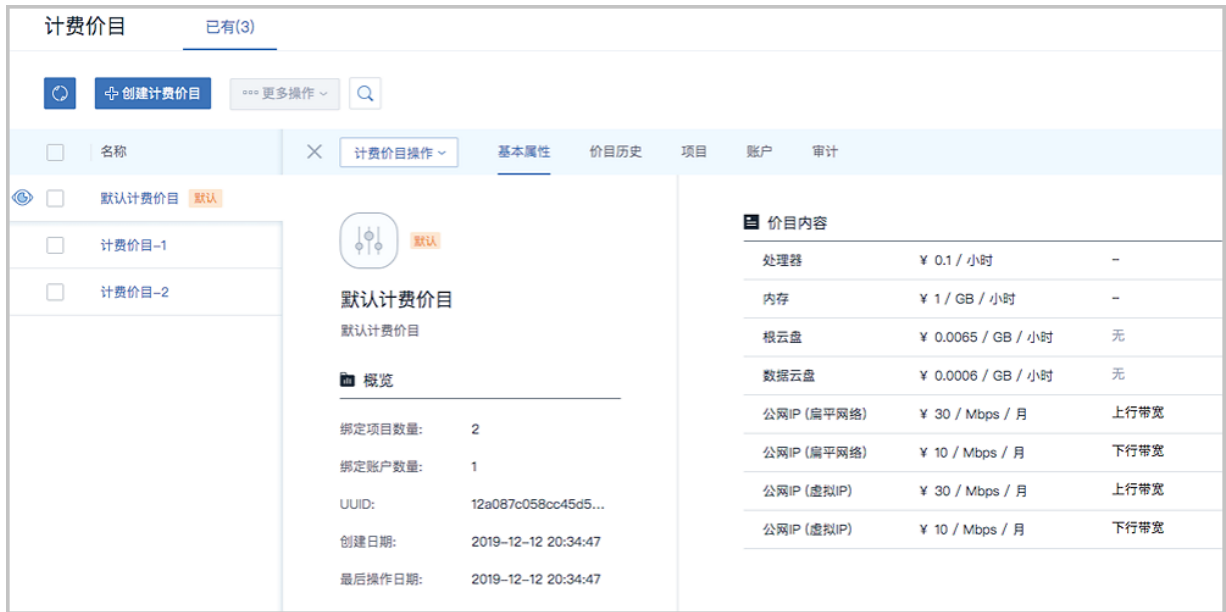 计费价目 已有(3)
创建计费价目 更多操作
名称 计费价目操作 基本属性 价目历史 项目 账户 审计
默认计费价目 默认
计费价目-1
计费价目-2
默认
默认计费价目
默认计费价目
概览
绑定项目数量: 2
绑定账户数量: 1
UUID: 12a087c058cc45d5...
创建日期: 2019-12-12 20:34:47
最后操作日期: 2019-12-12 20:34:47
价目内容
处理器 ¥ 0.1 / 小时 -
内存 ¥ 1 / GB / 小时 -
根云盘 ¥ 0.0065 / GB / 小时 无
数据云盘 ¥ 0.0006 / GB / 小时 无
公网IP (扁平网络) ¥ 30 / Mbps / 月 上行带宽
公网IP (扁平网络) ¥ 10 / Mbps / 月 下行带宽
公网IP (虚拟IP) ¥ 30 / Mbps / 月 上行带宽
公网IP (虚拟IP) ¥ 10 / Mbps / 月 下行带宽